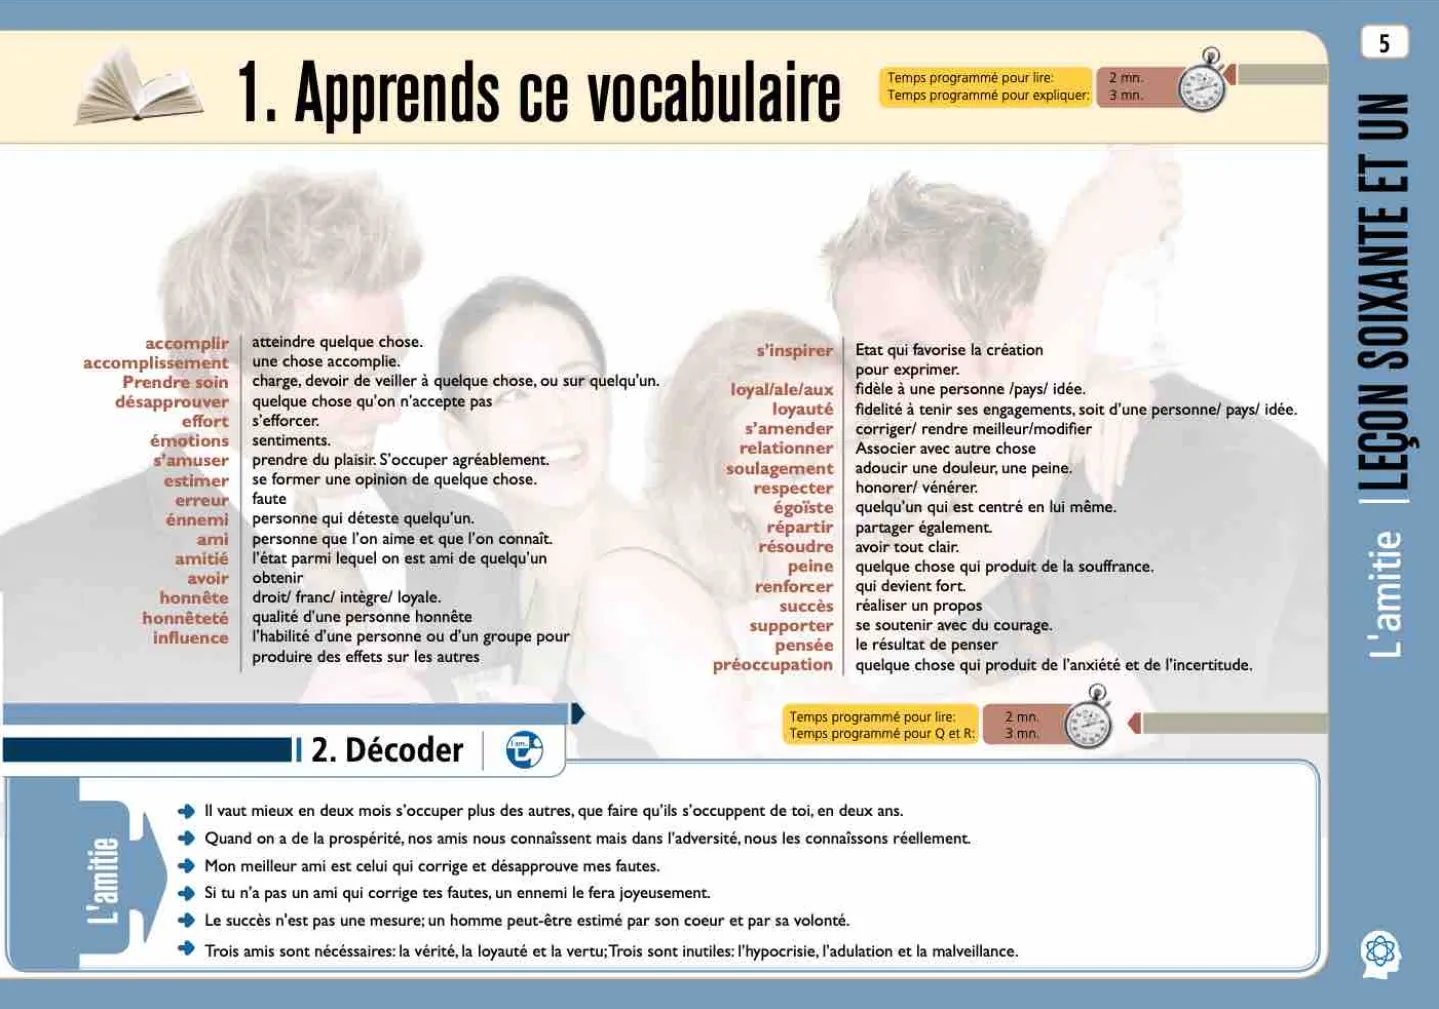 5
1. Apprends ce vocabulaire
Temps programmé pour lire: 2 mn.
Temps programmé pour expliquer: 3 mn.
accomplir atteindre quelque chose.
accomplissement une chose accomplie.
Prendre soin charge, devoir de veiller à quelque chose, ou sur quelqu'un.
désapprouver quelque chose qu'on n'accepte pas
effort s'efforcer.
émotions sentiments.
s'amuser prendre du plaisir. S'occuper agréablement.
estimer se former une opinion de quelque chose.
erreur faute
énnemi personne qui déteste quelqu'un.
ami personne que l'on aime et que l'on connaît.
amitié l'état parmi lequel on est ami de quelqu'un
avoir obtenir
honnête droit/ franc/ intègre/ loyale.
honnêteté qualité d'une personne honnête
influence l'habilité d'une personne ou d'un groupe pour
produire des effets sur les autres
s'inspirer Etat qui favorise la création
pour exprimer.
loyal/ale/aux fidèle à une personne /pays/ idée.
loyauté fidelité à tenir ses engagements, soit d'une personne/ pays/ idée.
s'amender corriger/ rendre meilleur/modifier
relationner Associer avec autre chose
soulagement adoucir une douleur, une peine.
respecter honorer/ vénérer.
égoïste quelqu'un qui est centré en lui même.
répartir partager également.
résoudre avoir tout clair.
peine quelque chose qui produit de la souffrance.
renforcer qui devient fort.
succès réaliser un propos
supporter se soutenir avec du courage.
pensée le résultat de penser
préoccupation quelque chose qui produit de l'anxiété et de l'incertitude.
Temps programmé pour lire: 2 mn.
Temps programmé pour Q et R: 3 mn.
2. Décoder
L'amitie
Il vaut mieux en deux mois s'occuper plus des autres, que faire qu'ils s'occuppent de toi, en deux ans.
Quand on a de la prospérité, nos amis nous connaîssent mais dans l'adversité, nous les connaîssons réellement.
Mon meilleur ami est celui qui corrige et désapprouve mes fautes.
Si tu n'a pas un ami qui corrige tes fautes, un ennemi le fera joyeusement.
Le succès n'est pas une mesure; un homme peut-être estimé par son coeur et par sa volonté.
Trois amis sont nécéssaires: la vérité, la loyauté et la vertu; Trois sont inutiles: l'hypocrisie, l'adulation et la malveillance.
L'amitie | LEÇON SOIXANTE ET UN